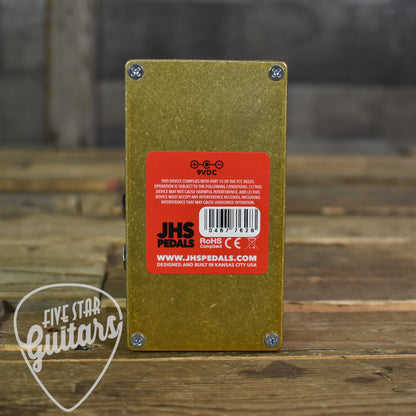 9VDC
THIS DEVICE COMPLIES WITH PART 15 OF THE FCC RULES.
OPERATION IS SUBJECT TO THE FOLLOWING CONDITIONS. (1)THIS
DEVICE MAY NOT CAUSE HARMFUL INTERFERENCE, AND (2) THIS
DEVICE MUST ACCEPT ANY INTERFERENCE RECEIVED, INCLUDING
INTERFERENCE THAT MAY CAUSE UNDESIRED OPERATION.
JHS
PEDALS
0467 7828
RoHS
Compliant
CE
WWW.JHSPEDALS.COM
DESIGNED AND BUILT IN KANSAS CITY USA
FIVE STAR
Guitars